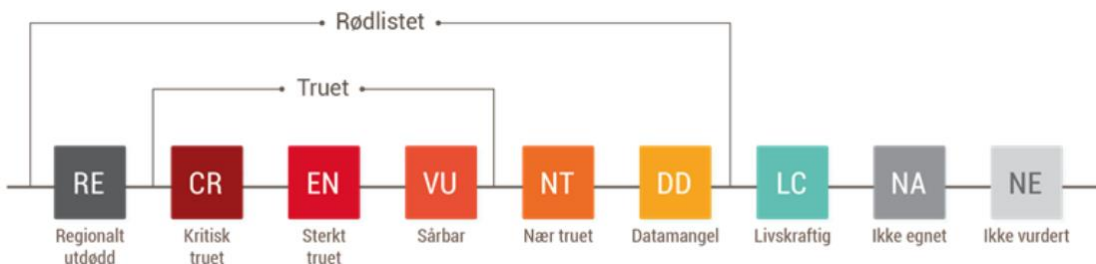 Rødlistet
Truet
RE
CR
EN
VU
NT
DD
LC
NA
NE
Regionalt
utdødd
Kritisk
truet
Sterkt
truet
Sårbar
Nær truet
Datamangel
Livskraftig
Ikke egnet
Ikke vurdert